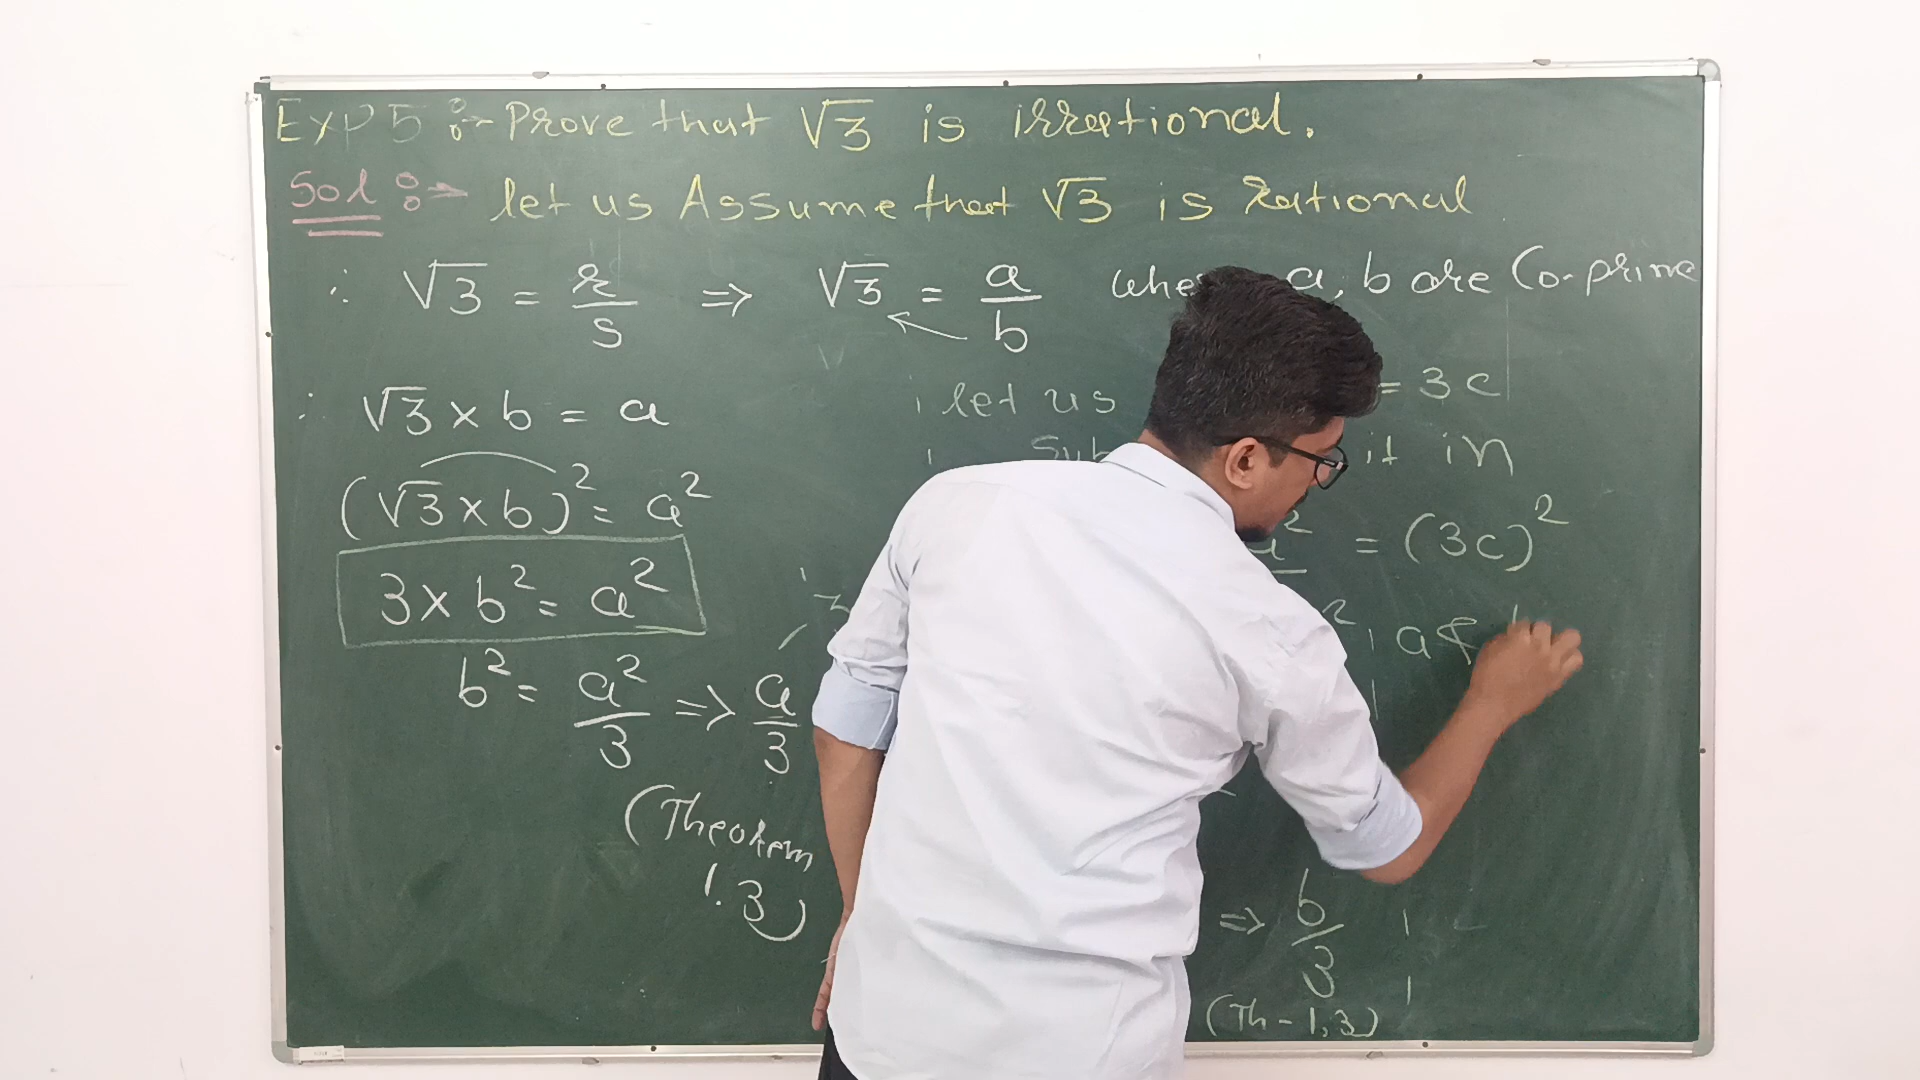 Exp 5 :- Prove that √3 is irrational.
Sol :- let us Assume that √3 is rational
∴ √3 = r/s ⇒ √3 = a/b a, b are Co-prime
∴ √3 × b = a
(√3 × b)² = a²
3 × b² = a²
b² = a²/3 ⇒ a/3
(Theorem
1.3)
let us = 3c
it in
a² = (3c)²
a &
⇒ b/3
(Th - 1.3)